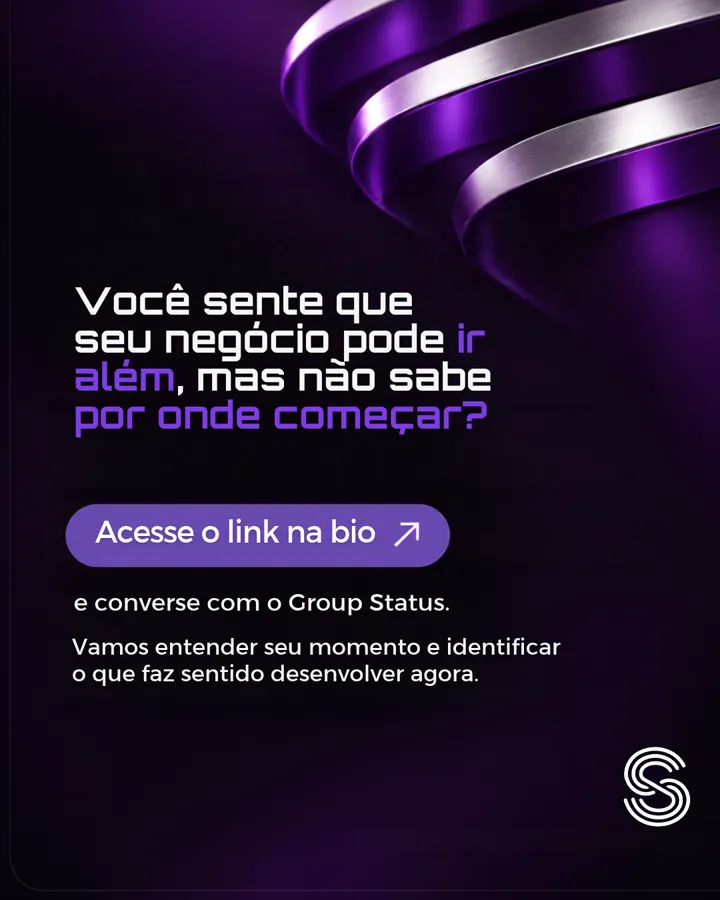 Você sente que
seu negócio pode ir
além, mas não sabe
por onde começar?
Acesse o link na bio
e converse com o Group Status.
Vamos entender seu momento e identificar
o que faz sentido desenvolver agora.